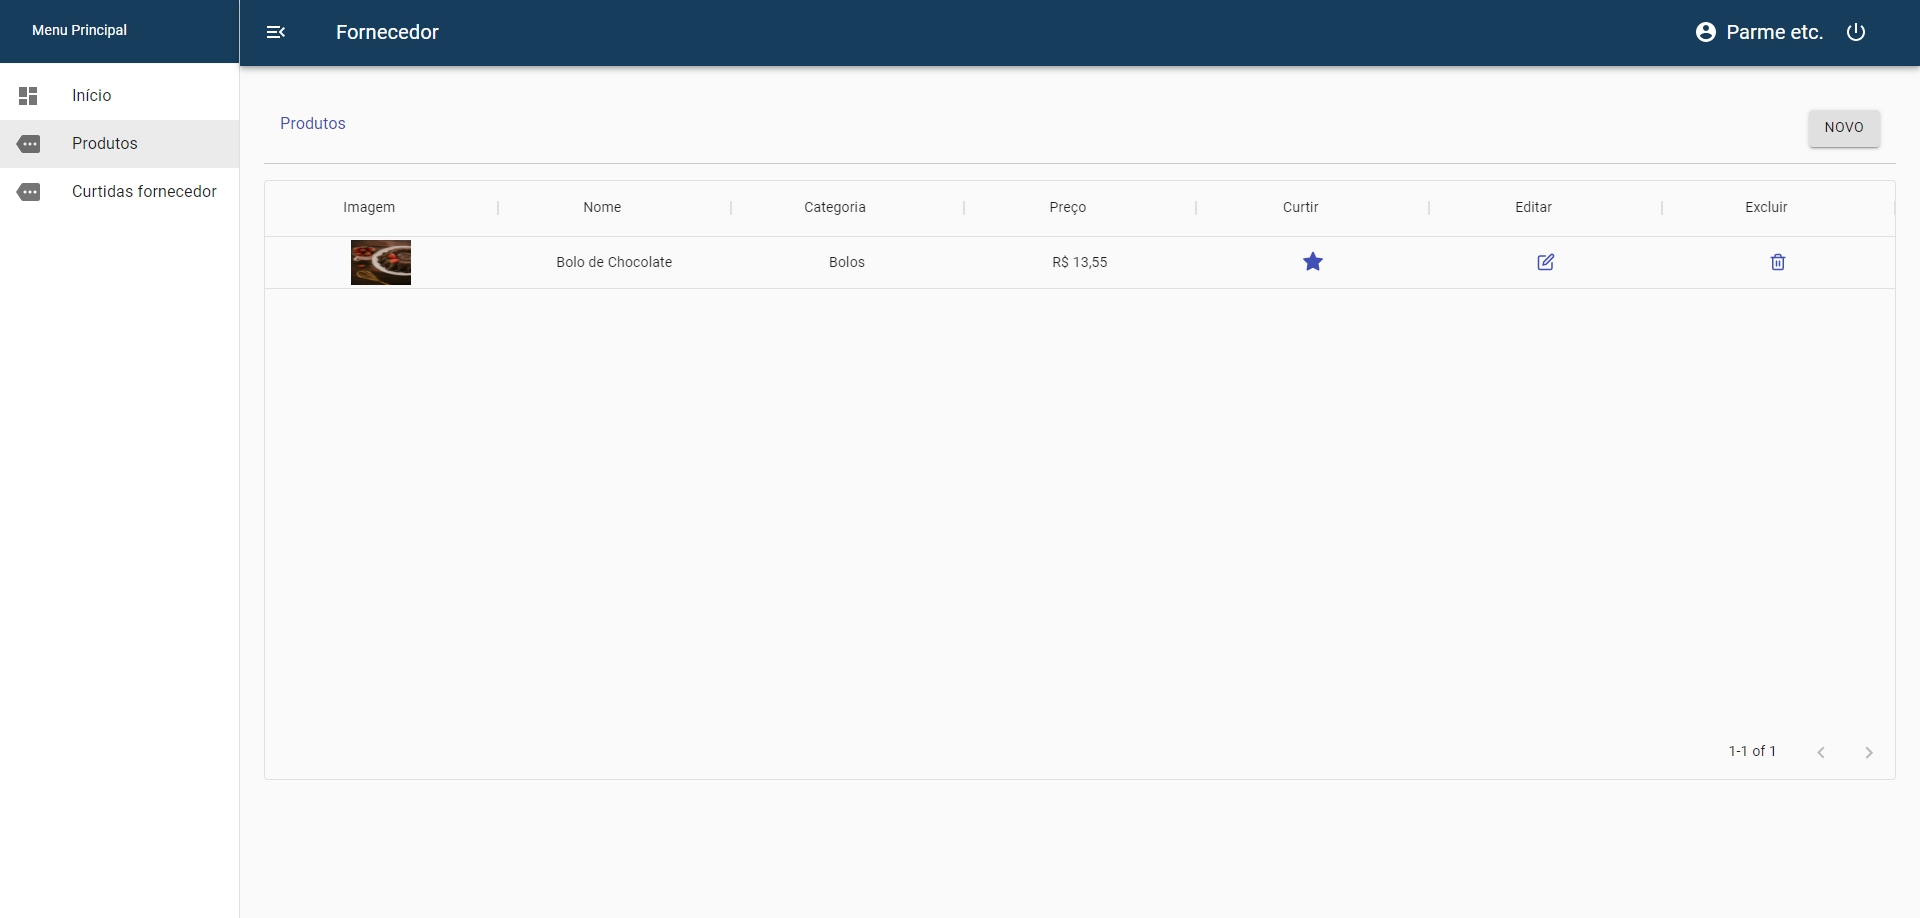 Menu Principal
Fornecedor
Parme etc.
Início
Produtos
Curtidas fornecedor
Produtos
NOVO
Imagem
Nome
Categoria
Preço
Curtir
Editar
Excluir
Bolo de Chocolate
Bolos
R$ 13,55
1-1 of 1